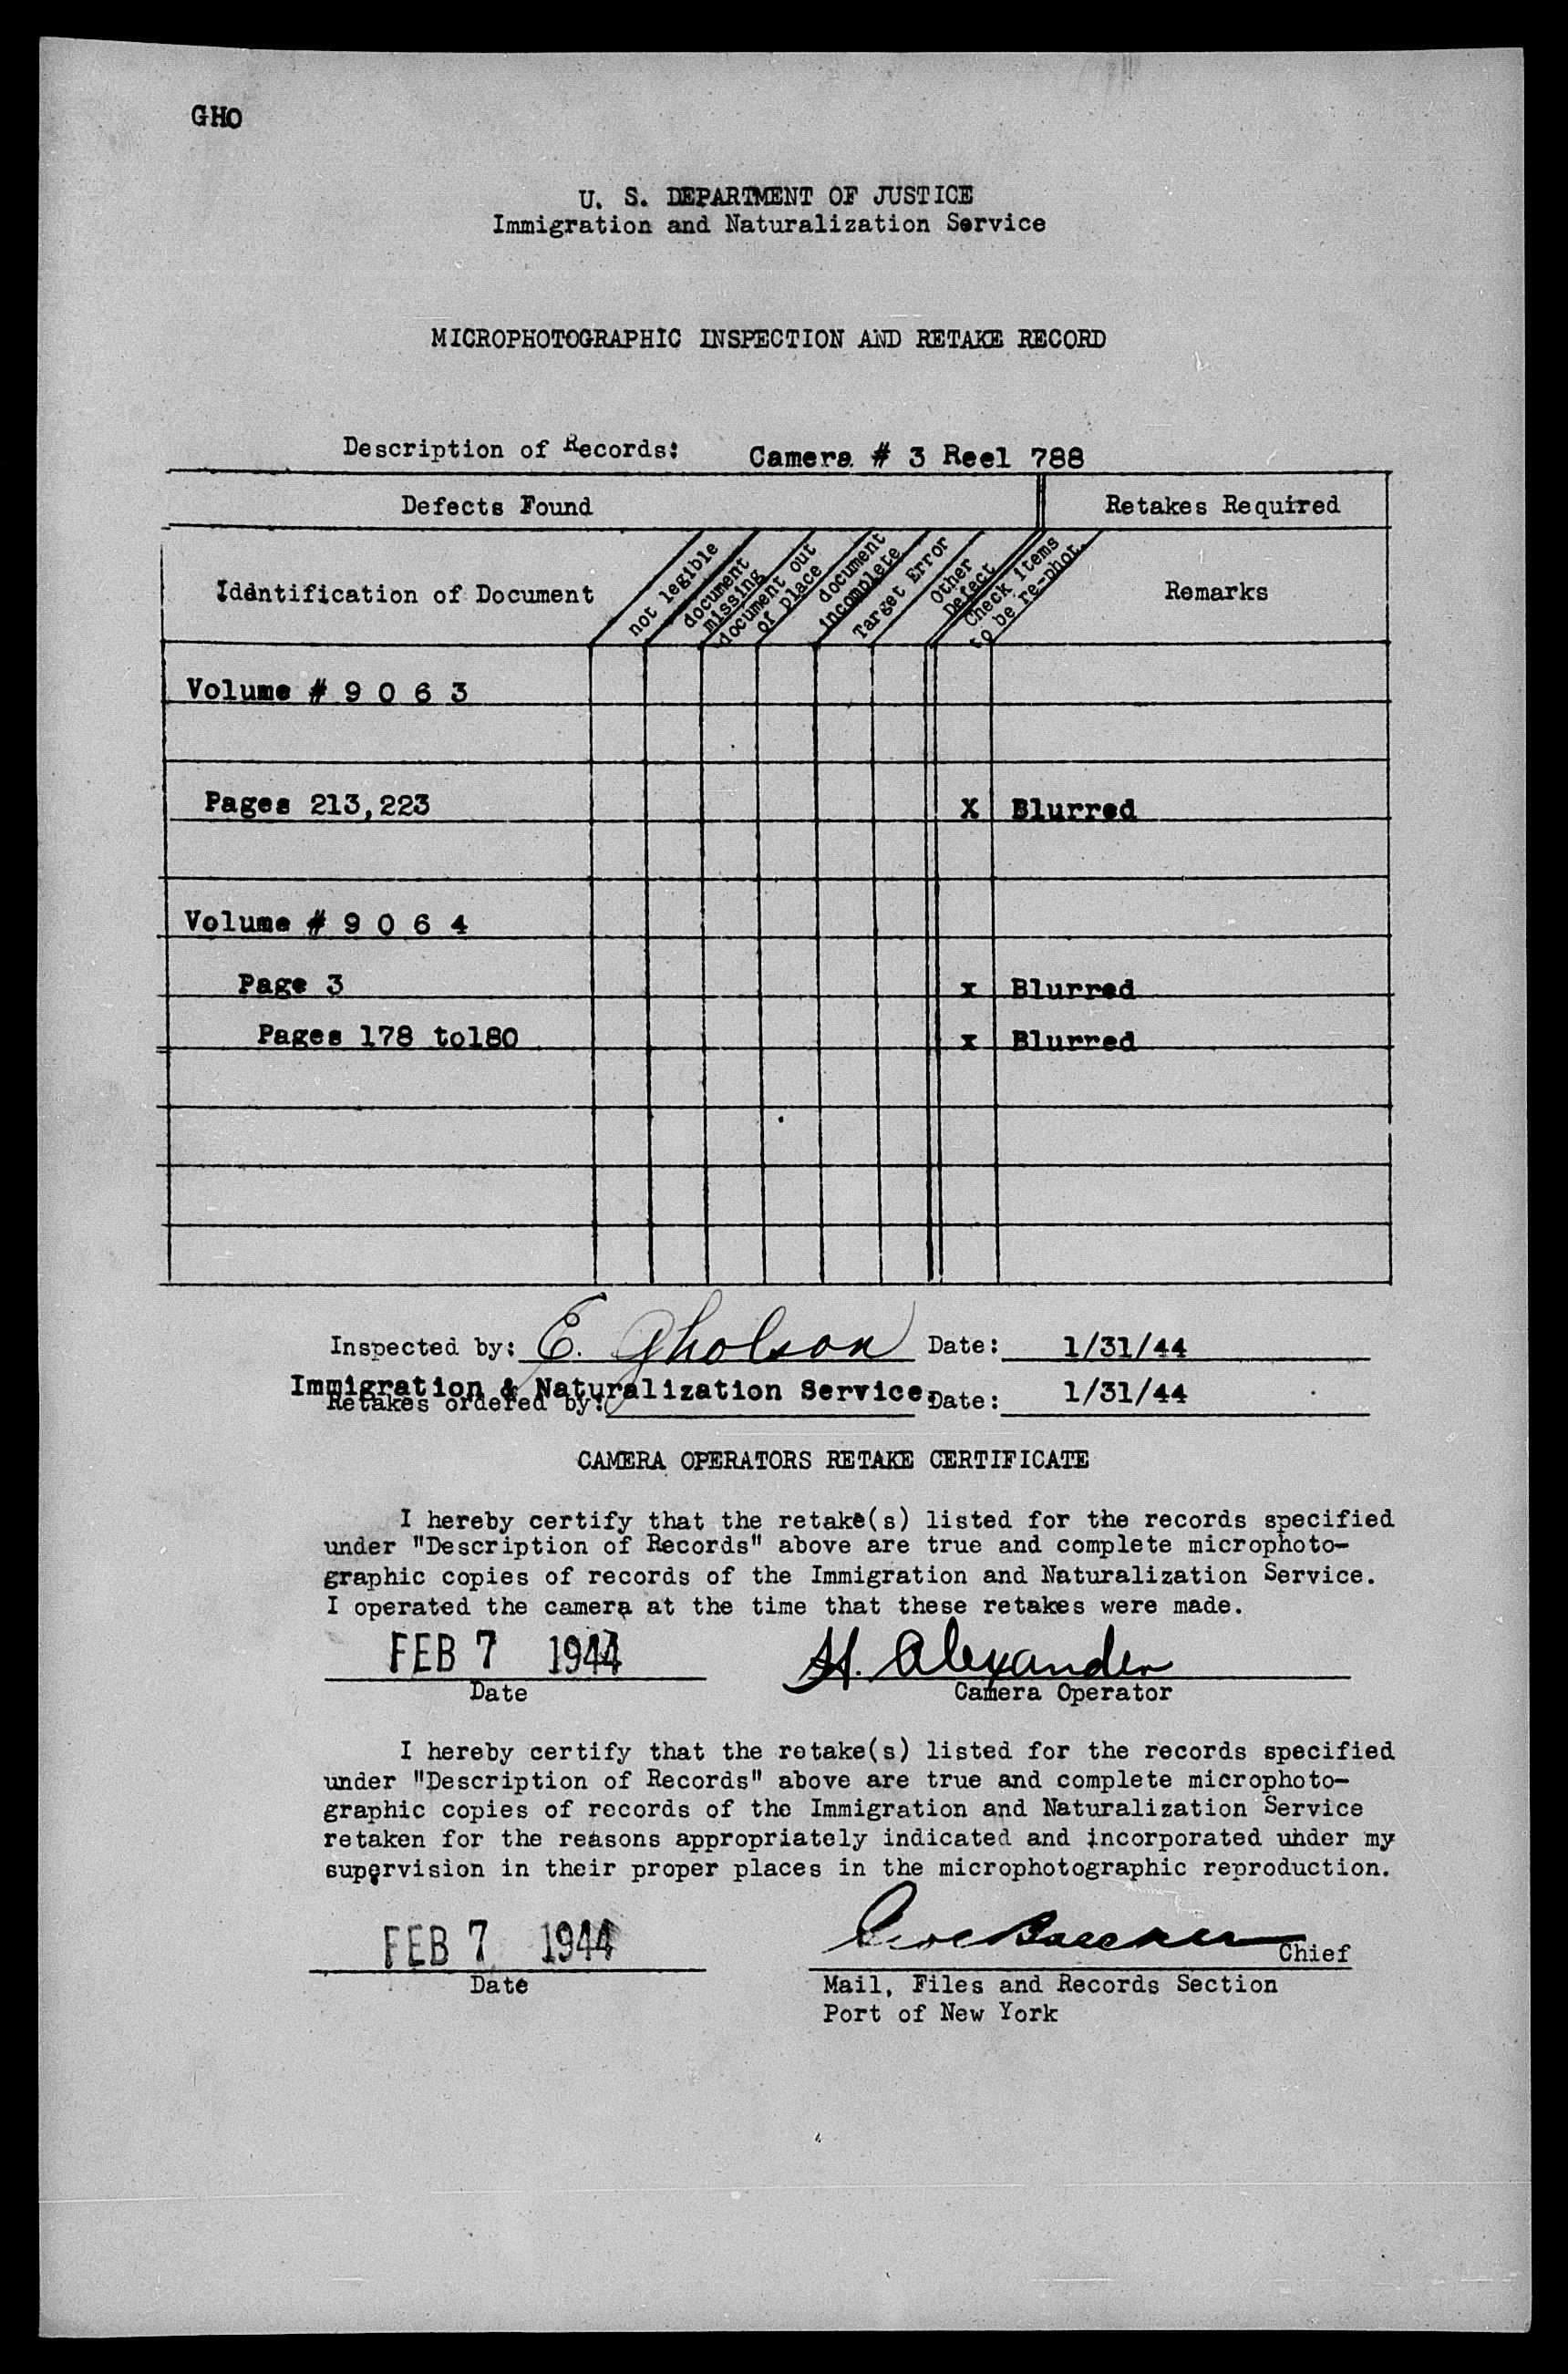 GHO
U. S. DEPARTMENT OF JUSTICE
Immigration and Naturalization Service
MICROPHOTOGRAPHIC INSPECTION AND RETAKE RECORD
Description of Records: Camera # 3 Reel 788
Defects Found Retakes Required
Identification of Document
not legible
document
missing
document out
of place
document
incomplete
Target Error
Other
Defect
Check items
to be re-phot.
Remarks
Volume # 9 0 6 3
Pages 213,223 X Blurred
Volume # 9 0 6 4
Page 3 x Blurred
Pages 178 to180 x Blurred
Inspected by: E. Gholson Date: 1/31/44
Immigration & Naturalization Service.
Retakes ordered by: Date: 1/31/44
CAMERA OPERATORS RETAKE CERTIFICATE
I hereby certify that the retake(s) listed for the records specified
under "Description of Records" above are true and complete microphoto-
graphic copies of records of the Immigration and Naturalization Service.
I operated the camera at the time that these retakes were made.
FEB 7 1944 H. Alexander
Date Camera Operator
I hereby certify that the retake(s) listed for the records specified
under "Description of Records" above are true and complete microphoto-
graphic copies of records of the Immigration and Naturalization Service
retaken for the reasons appropriately indicated and incorporated under my
supervision in their proper places in the microphotographic reproduction.
FEB 7 1944 Chief
Date Mail, Files and Records Section
Port of New York